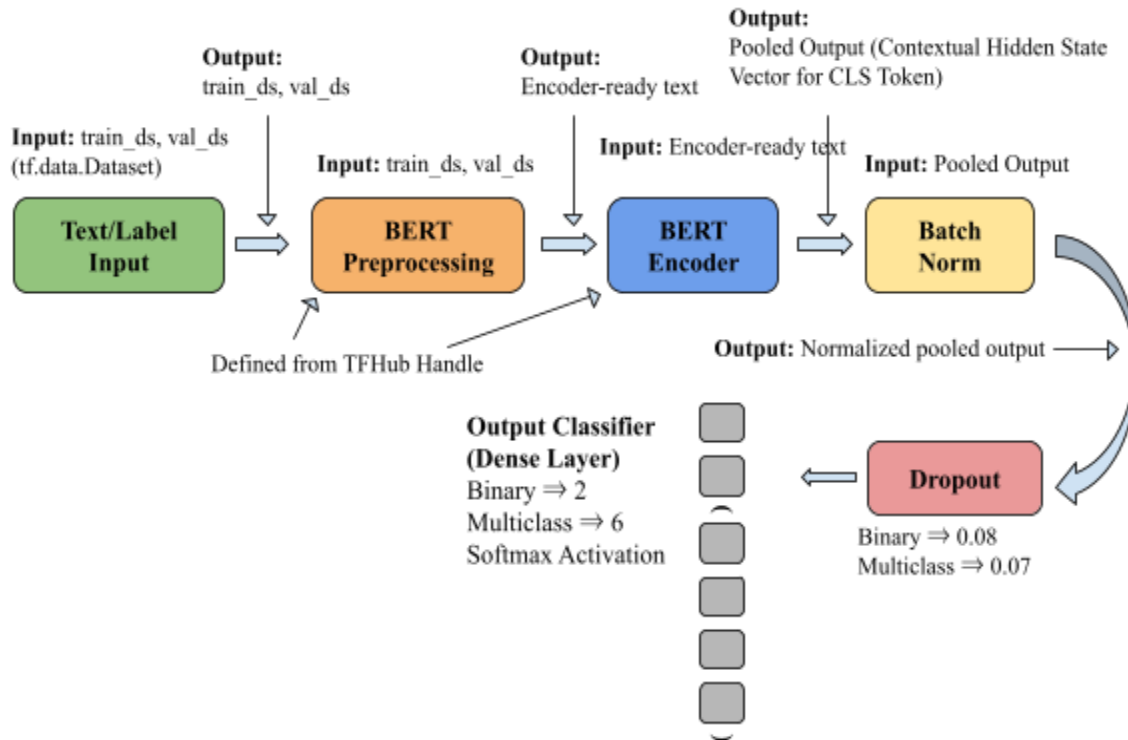 Output:
train_ds, val_ds
Output:
Encoder-ready text
Output:
Pooled Output (Contextual Hidden State
Vector for CLS Token)
Input: train_ds, val_ds
(tf.data.Dataset)
Input: train_ds, val_ds
Input: Encoder-ready text
Input: Pooled Output
Text/Label
Input
BERT
Preprocessing
BERT
Encoder
Batch
Norm
Defined from TFHub Handle
Output: Normalized pooled output
Output Classifier
(Dense Layer)
Binary ⇒ 2
Multiclass ⇒ 6
Softmax Activation
Dropout
Binary ⇒ 0.08
Multiclass ⇒ 0.07